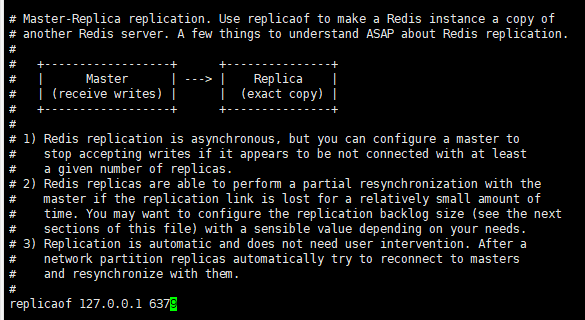 # Master-Replica replication. Use replicaof to make a Redis instance a copy of
# another Redis server. A few things to understand ASAP about Redis replication.
#
#   +------------------+      +---------------+
#   |      Master      | ---> |    Replica    |
#   | (receive writes) |      |  (exact copy) |
#   +------------------+      +---------------+
#
# 1) Redis replication is asynchronous, but you can configure a master to
#    stop accepting writes if it appears to be not connected with at least
#    a given number of replicas.
# 2) Redis replicas are able to perform a partial resynchronization with the
#    master if the replication link is lost for a relatively small amount of
#    time. You may want to configure the replication backlog size (see the next
#    sections of this file) with a sensible value depending on your needs.
# 3) Replication is automatic and does not need user intervention. After a
#    network partition replicas automatically try to reconnect to masters
#    and resynchronize with them.
#
replicaof 127.0.0.1 6379